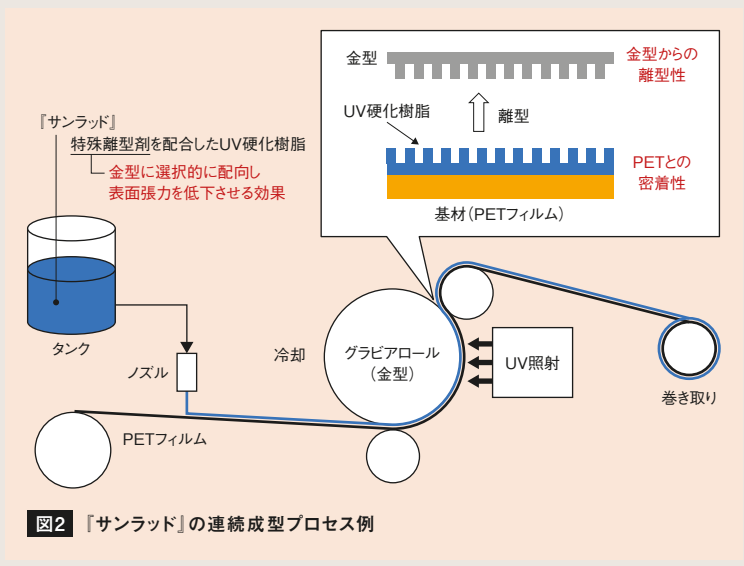 金型
金型からの
離型性
UV硬化樹脂
離型
PETとの
密着性
基材（PETフィルム）
『サンラッド』
特殊離型剤を配合したUV硬化樹脂
金型に選択的に配向し
表面張力を低下させる効果
タンク
ノズル
冷却
グラビアロール
（金型）
UV照射
巻き取り
PETフィルム
図2 『サンラッド』の連続成型プロセス例